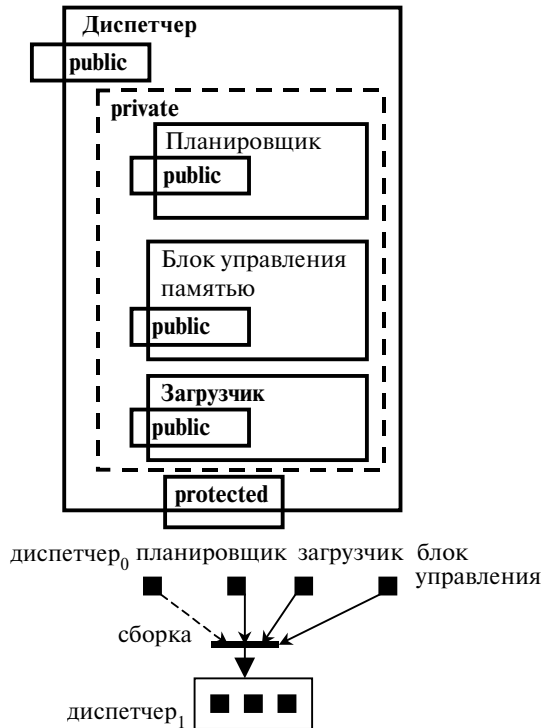 Диспетчер
public
private
Планировщик
public
Блок управления
памятью
public
Загрузчик
public
protected
диспетчер₀ планировщик загрузчик блок
управления
сборка
диспетчер₁